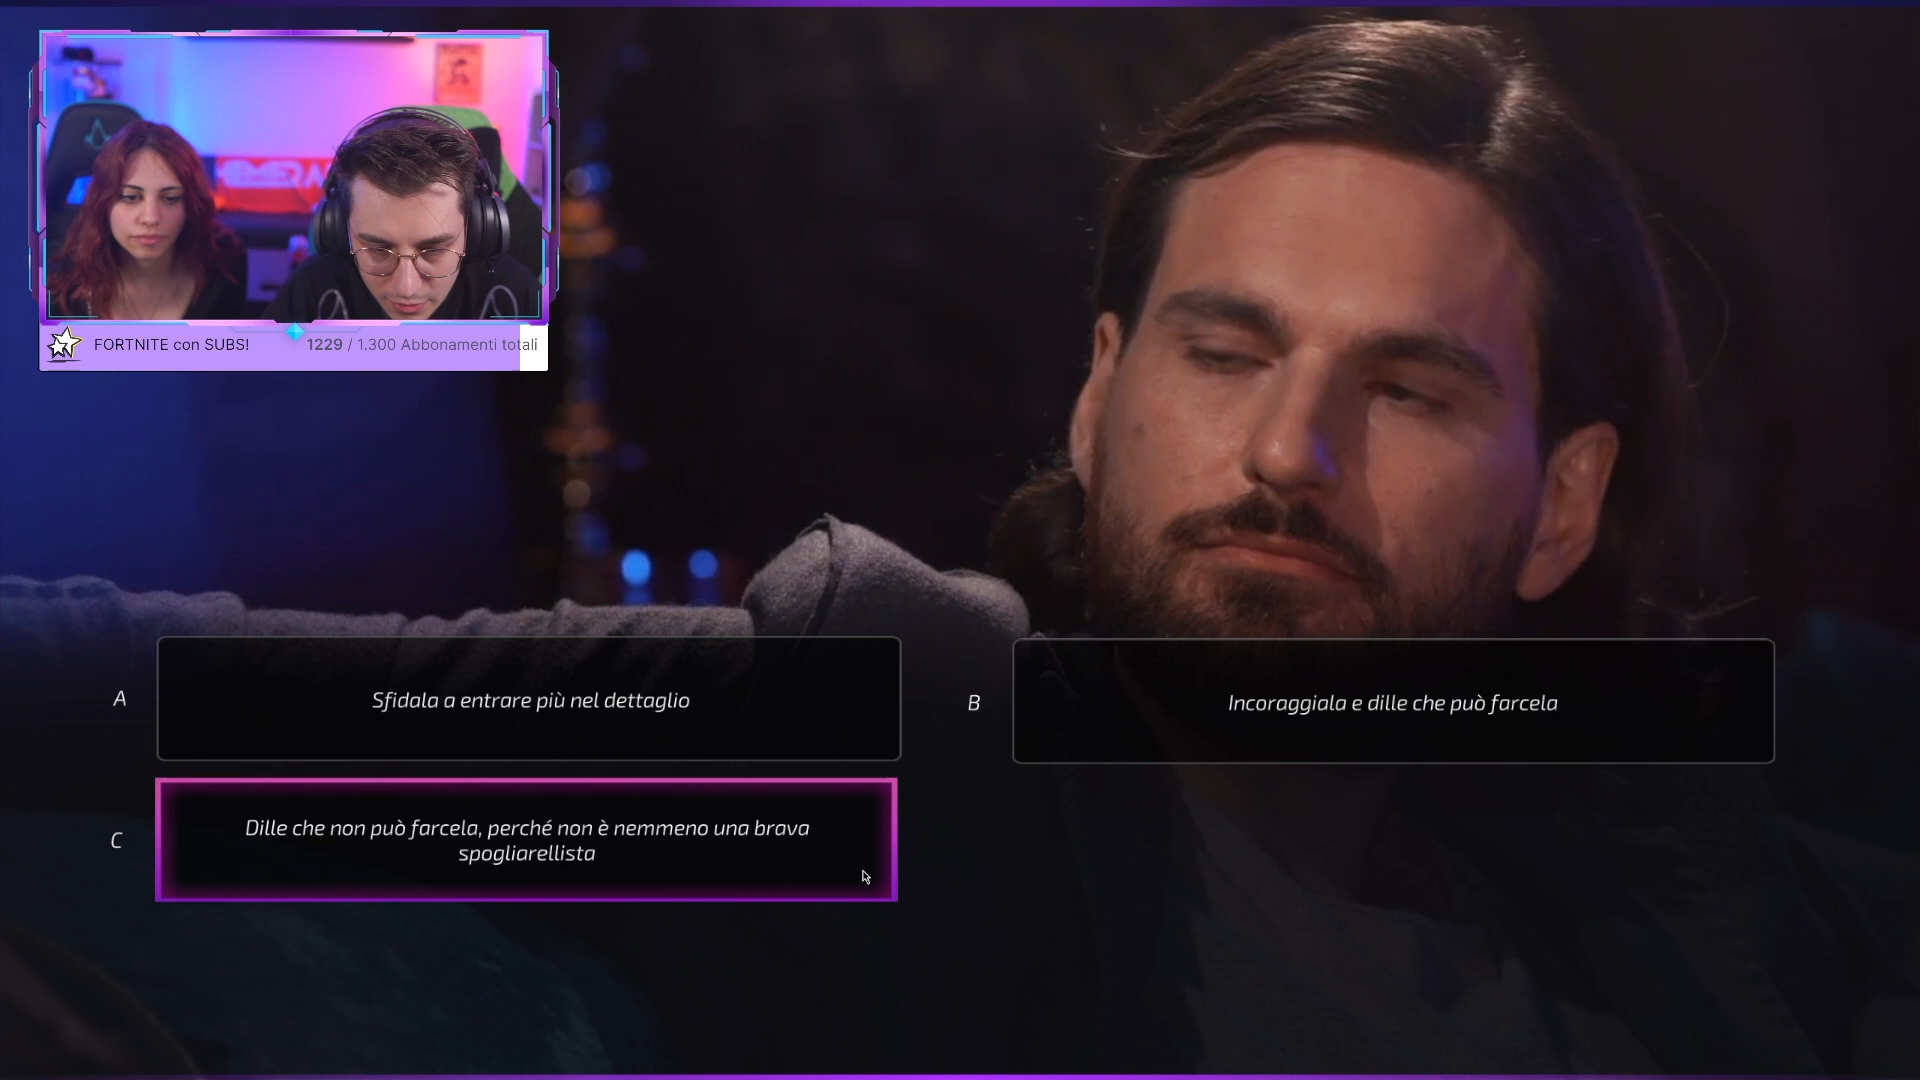 FORTNITE con SUBS!
1229 / 1.300 Abbonamenti totali
A
Sfidala a entrare più nel dettaglio
B
Incoraggiala e dille che può farcela
C
Dille che non può farcela, perché non è nemmeno una brava
spogliarellista